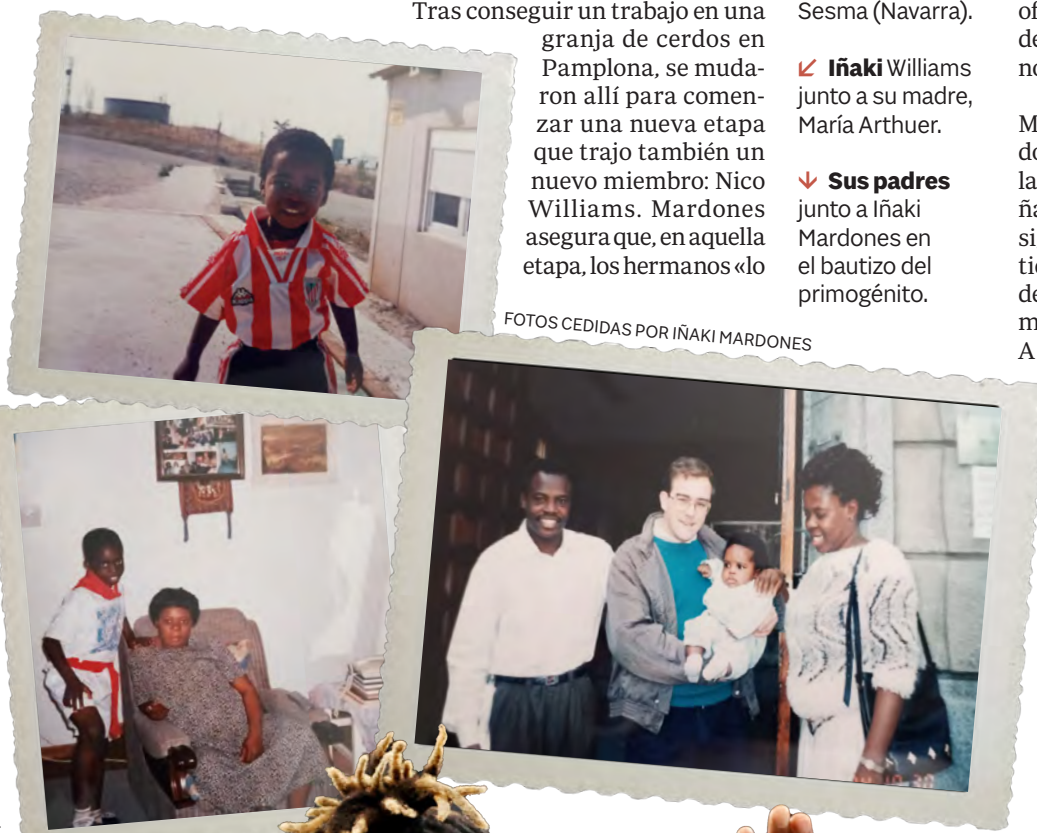 Tras conseguir un trabajo en una
granja de cerdos en
Pamplona, se muda-
ron allí para comen-
zar una nueva etapa
que trajo también un
nuevo miembro: Nico
Williams. Mardones
asegura que, en aquella
etapa, los hermanos «lo
Sesma (Navarra).
↙ Iñaki Williams
junto a su madre,
María Arthuer.
↓ Sus padres
junto a Iñaki
Mardones en
el bautizo del
primogénito.
FOTOS CEDIDAS POR IÑAKI MARDONES